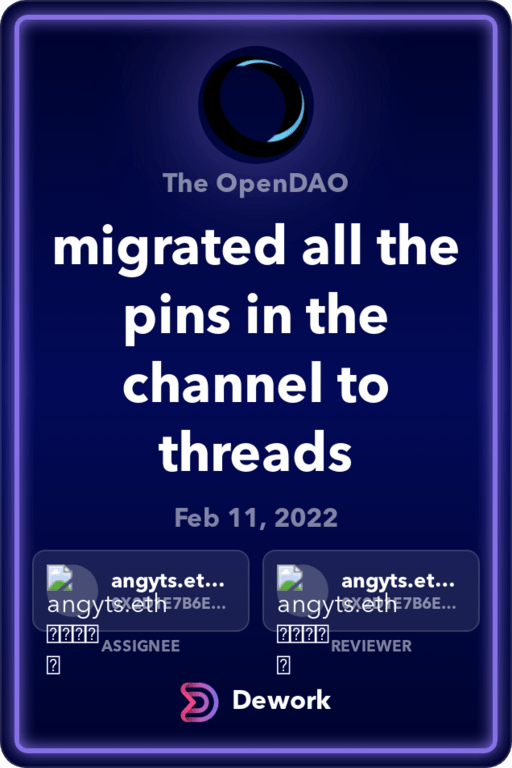 The OpenDAO
migrated all the
pins in the
channel to
threads
Feb 11, 2022
angyts.et...
angyts.eth
ASSIGNEE
angyts.et...
angyts.eth
REVIEWER
Dework